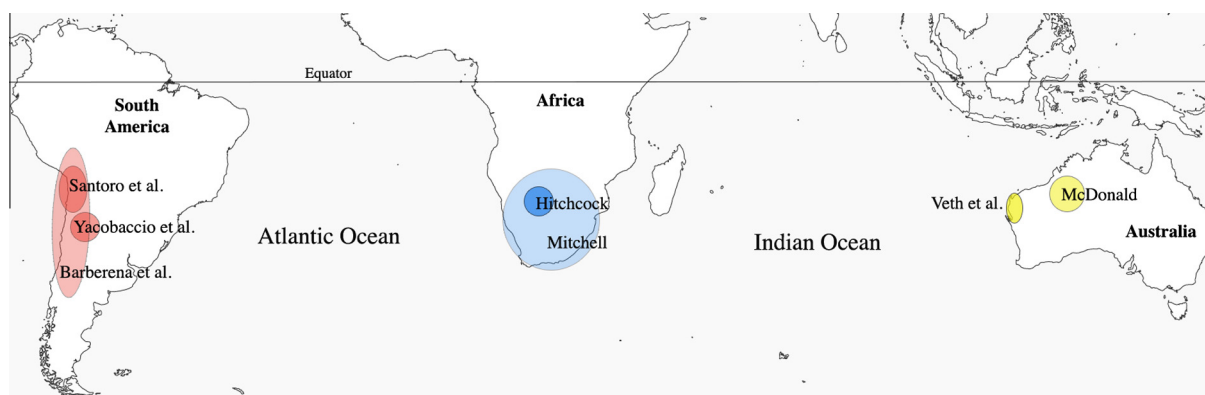 Equator
South
America
Africa
Santoro et al.
Hitchcock
Veth et al.
McDonald
Yacobaccio et al.
Atlantic Ocean
Mitchell
Indian Ocean
Australia
Barberena et al.